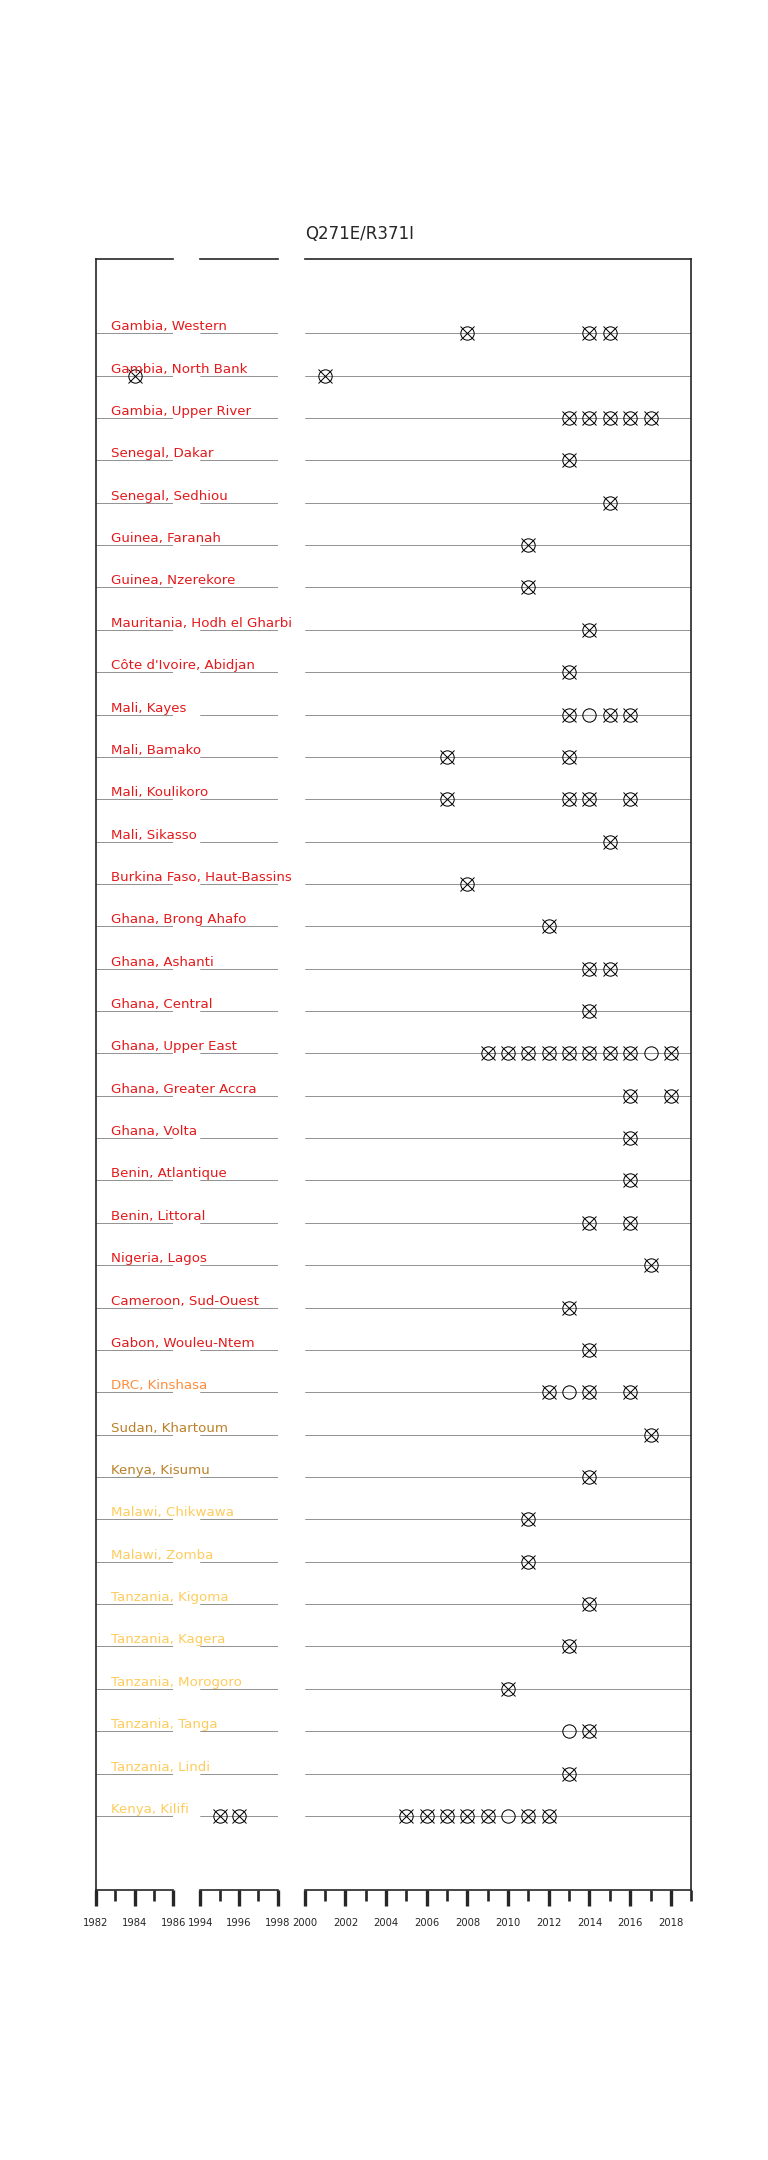 Q271E/R371I
Gambia, Western
Gambia, North Bank
Gambia, Upper River
Senegal, Dakar
Senegal, Sedhiou
Guinea, Faranah
Guinea, Nzerekore
Mauritania, Hodh el Gharbi
Côte d'Ivoire, Abidjan
Mali, Kayes
Mali, Bamako
Mali, Koulikoro
Mali, Sikasso
Burkina Faso, Haut-Bassins
Ghana, Brong Ahafo
Ghana, Ashanti
Ghana, Central
Ghana, Upper East
Ghana, Greater Accra
Ghana, Volta
Benin, Atlantique
Benin, Littoral
Nigeria, Lagos
Cameroon, Sud-Ouest
Gabon, Wouleu-Ntem
DRC, Kinshasa
Sudan, Khartoum
Kenya, Kisumu
Malawi, Chikwawa
Malawi, Zomba
Tanzania, Kigoma
Tanzania, Kagera
Tanzania, Morogoro
Tanzania, Tanga
Tanzania, Lindi
Kenya, Kilifi
1982 1984 1986 1994 1996 1998 2000 2002 2004 2006 2008 2010 2012 2014 2016 2018